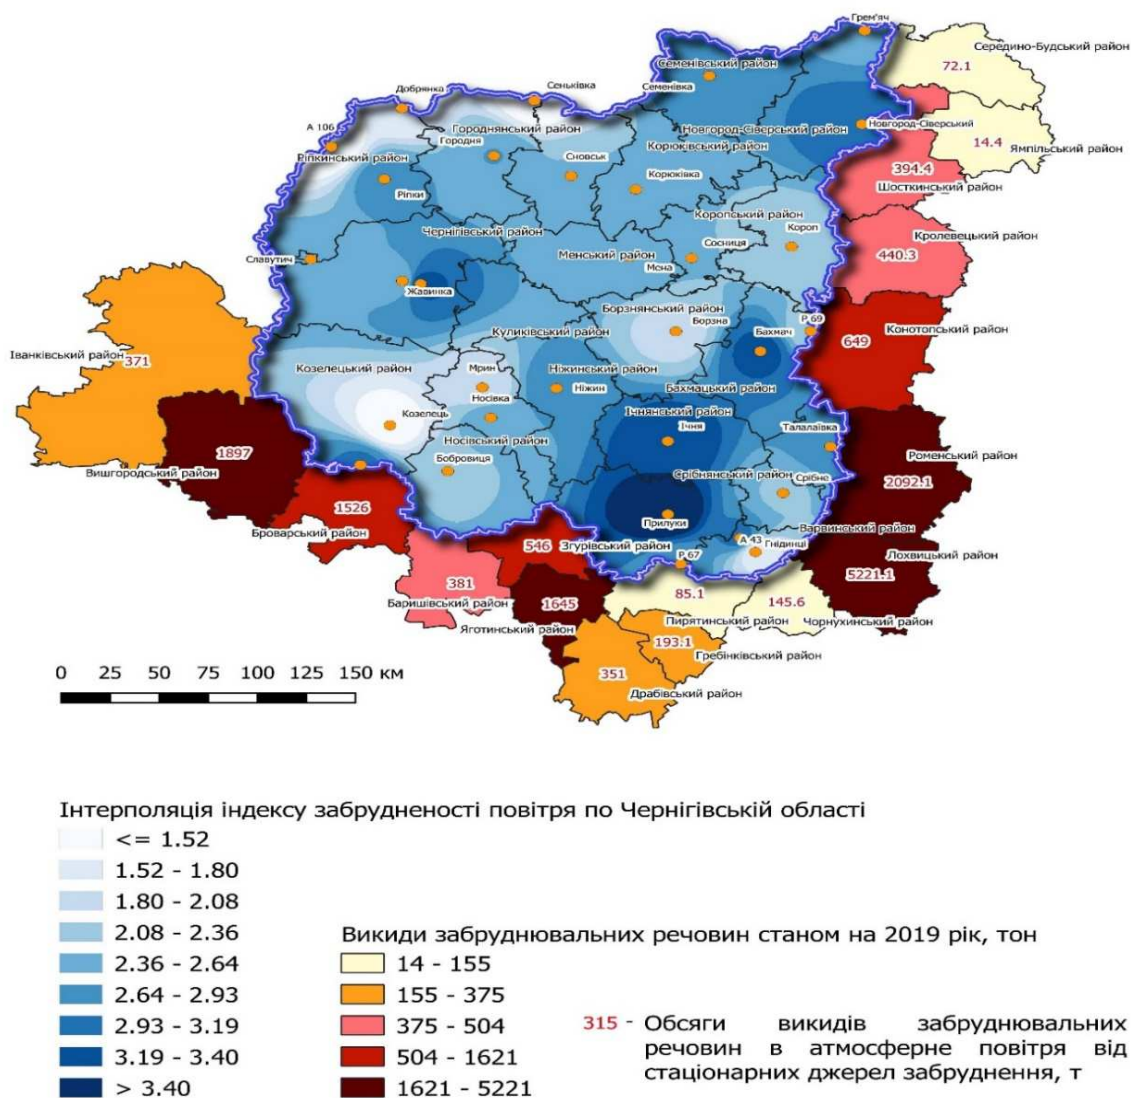 Грем'яч
Середино-Будський район
72.1
Семенівський район
Семенівка
Сеньківка
Добрянка
А 106
Городнянський район
Городня
Новгород-Сіверський район
Новгород-Сіверський
14.4
Ямпільський район
Ріпкинський район
Ріпки
Сновськ
Корюківський район
Корюківка
394.4
Шосткинський район
Коропський район
Короп
Чернігівський район
Менський район
Мена
Сосниця
Кролевецький район
440.3
Славутич
Жавинка
Борзнянський район
Борзна
Р 69
Бахмач
Конотопський район
649
Куликівський район
Іванківський район
371
Козелецький район
Мрин
Носівка
Ніжинський район
Ніжин
Бахмацький район
Козелець
Ічнянський район
Ічня
Талалаївка
Носівський район
Бобровиця
Роменський район
1897
Вишгородський район
Срібнянський район
Срібне
2092.1
1526
Броварський район
Прилуки
Варвинський район
А 43
Гнідинці
546
Згурівський район
Р 67
Лохвицький район
5221.1
381
Баришівський район
1645
Яготинський район
85.1
Пирятинський район
145.6
Чорнухинський район
193.1
Гребінківський район
351
Драбівський район
0 25 50 75 100 125 150 км
Інтерполяція індексу забрудненості повітря по Чернігівській області
<= 1.52
1.52 - 1.80
1.80 - 2.08
2.08 - 2.36
2.36 - 2.64
2.64 - 2.93
2.93 - 3.19
3.19 - 3.40
> 3.40
Викиди забруднювальних речовин станом на 2019 рік, тон
14 - 155
155 - 375
375 - 504
504 - 1621
1621 - 5221
315 - Обсяги викидів забруднювальних
речовин в атмосферне повітря від
стаціонарних джерел забруднення, т